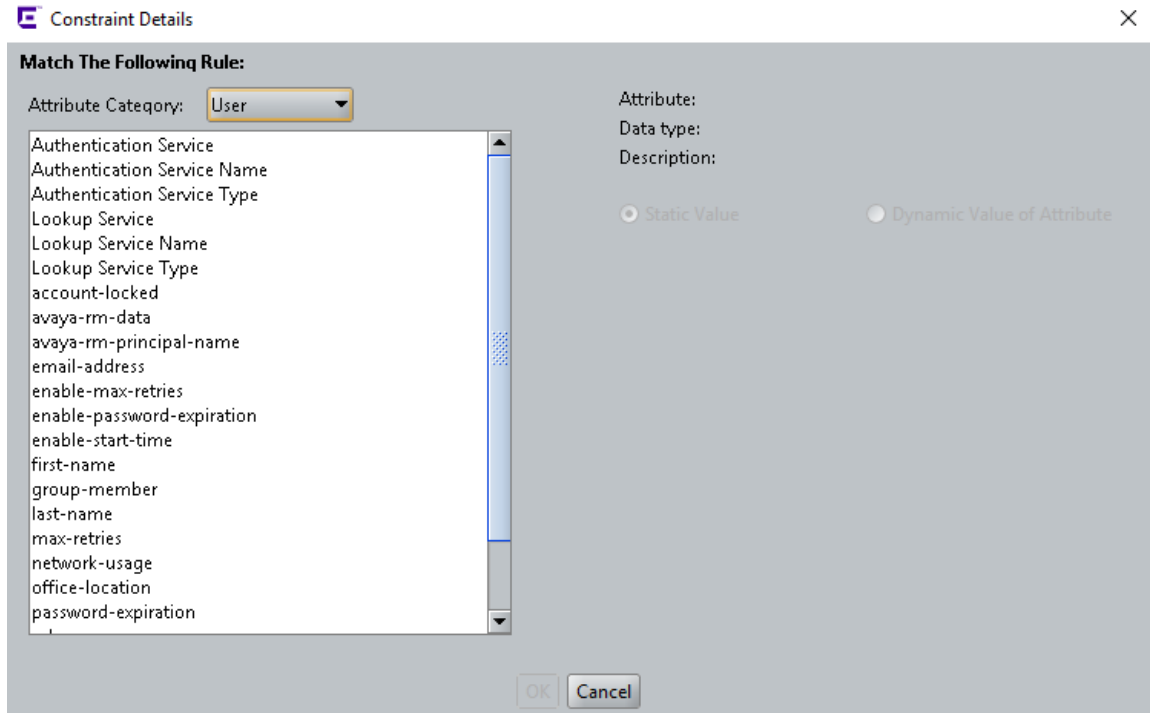 Constraint Details
Match The Following Rule:
Attribute Category: User
Authentication Service
Authentication Service Name
Authentication Service Type
Lookup Service
Lookup Service Name
Lookup Service Type
account-locked
avaya-rm-data
avaya-rm-principal-name
email-address
enable-max-retries
enable-password-expiration
enable-start-time
first-name
group-member
last-name
max-retries
network-usage
office-location
password-expiration
Attribute:
Data type:
Description:
Static Value Dynamic Value of Attribute
OK Cancel